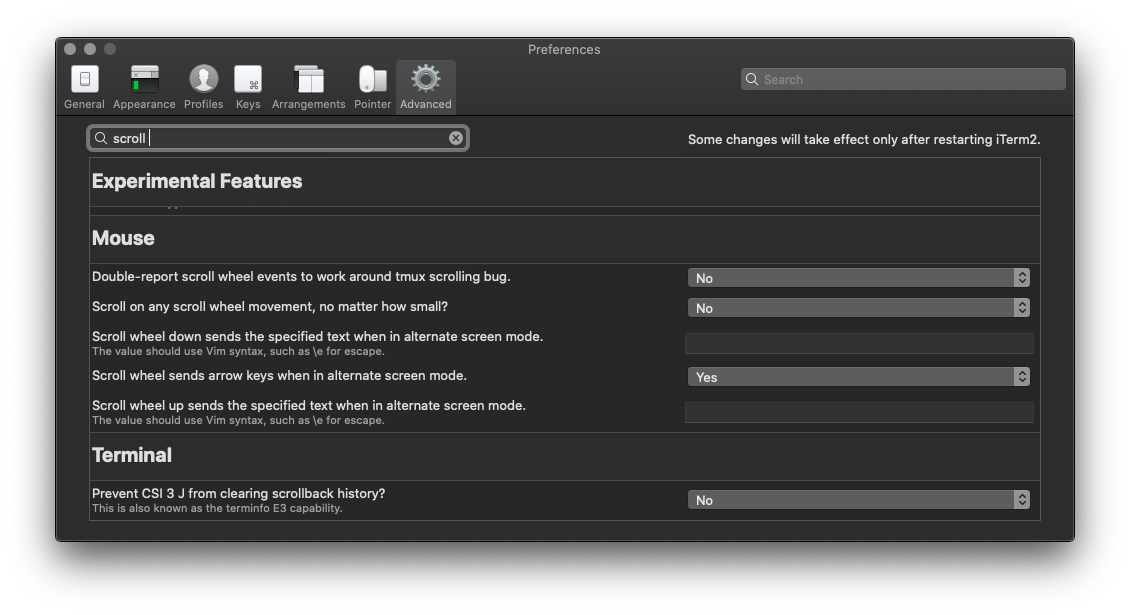 Preferences
General
Appearance
Profiles
Keys
Arrangements
Pointer
Advanced
Search
scroll
Some changes will take effect only after restarting iTerm2.
Experimental Features
Mouse
Double-report scroll wheel events to work around tmux scrolling bug.
No
Scroll on any scroll wheel movement, no matter how small?
No
Scroll wheel down sends the specified text when in alternate screen mode.
The value should use Vim syntax, such as \e for escape.
Scroll wheel sends arrow keys when in alternate screen mode.
Yes
Scroll wheel up sends the specified text when in alternate screen mode.
The value should use Vim syntax, such as \e for escape.
Terminal
Prevent CSI 3 J from clearing scrollback history?
No
This is also known as the terminfo E3 capability.